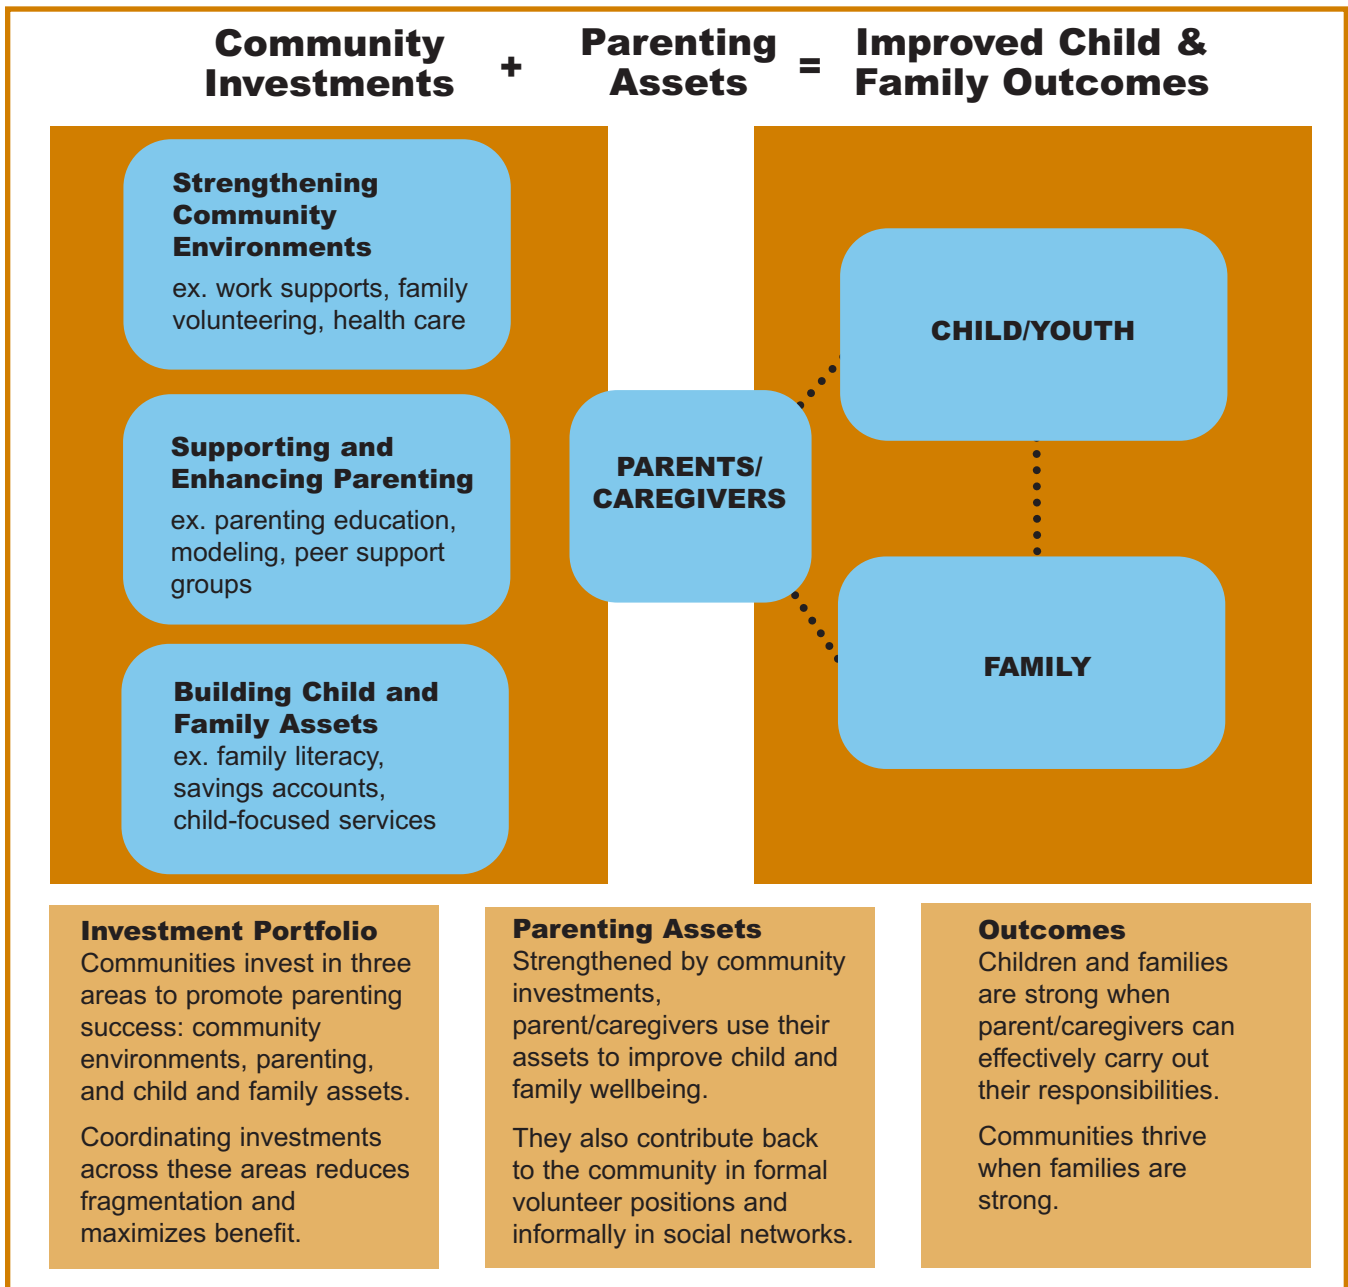 Community
Investments
+
Parenting
Assets
=
Improved Child &
Family Outcomes
Strengthening
Community
Environments
ex. work supports, family
volunteering, health care
Supporting and
Enhancing Parenting
ex. parenting education,
modeling, peer support
groups
Building Child and
Family Assets
ex. family literacy,
savings accounts,
child-focused services
PARENTS/
CAREGIVERS
CHILD/YOUTH
FAMILY
Investment Portfolio
Communities invest in three
areas to promote parenting
success: community
environments, parenting,
and child and family assets.
Coordinating investments
across these areas reduces
fragmentation and
maximizes benefit.
Parenting Assets
Strengthened by community
investments,
parent/caregivers use their
assets to improve child and
family wellbeing.
They also contribute back
to the community in formal
volunteer positions and
informally in social networks.
Outcomes
Children and families
are strong when
parent/caregivers can
effectively carry out
their responsibilities.
Communities thrive
when families are
strong.